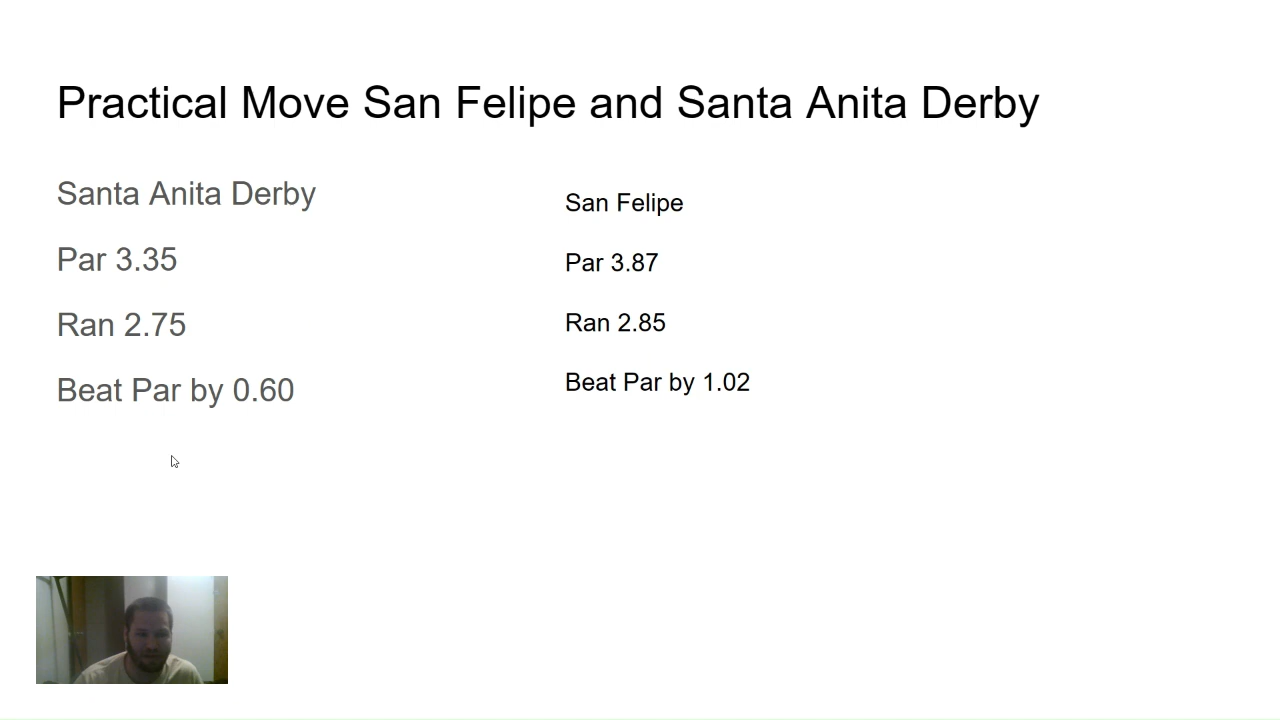 Practical Move San Felipe and Santa Anita Derby
Santa Anita Derby
Par 3.35
Ran 2.75
Beat Par by 0.60
San Felipe
Par 3.87
Ran 2.85
Beat Par by 1.02